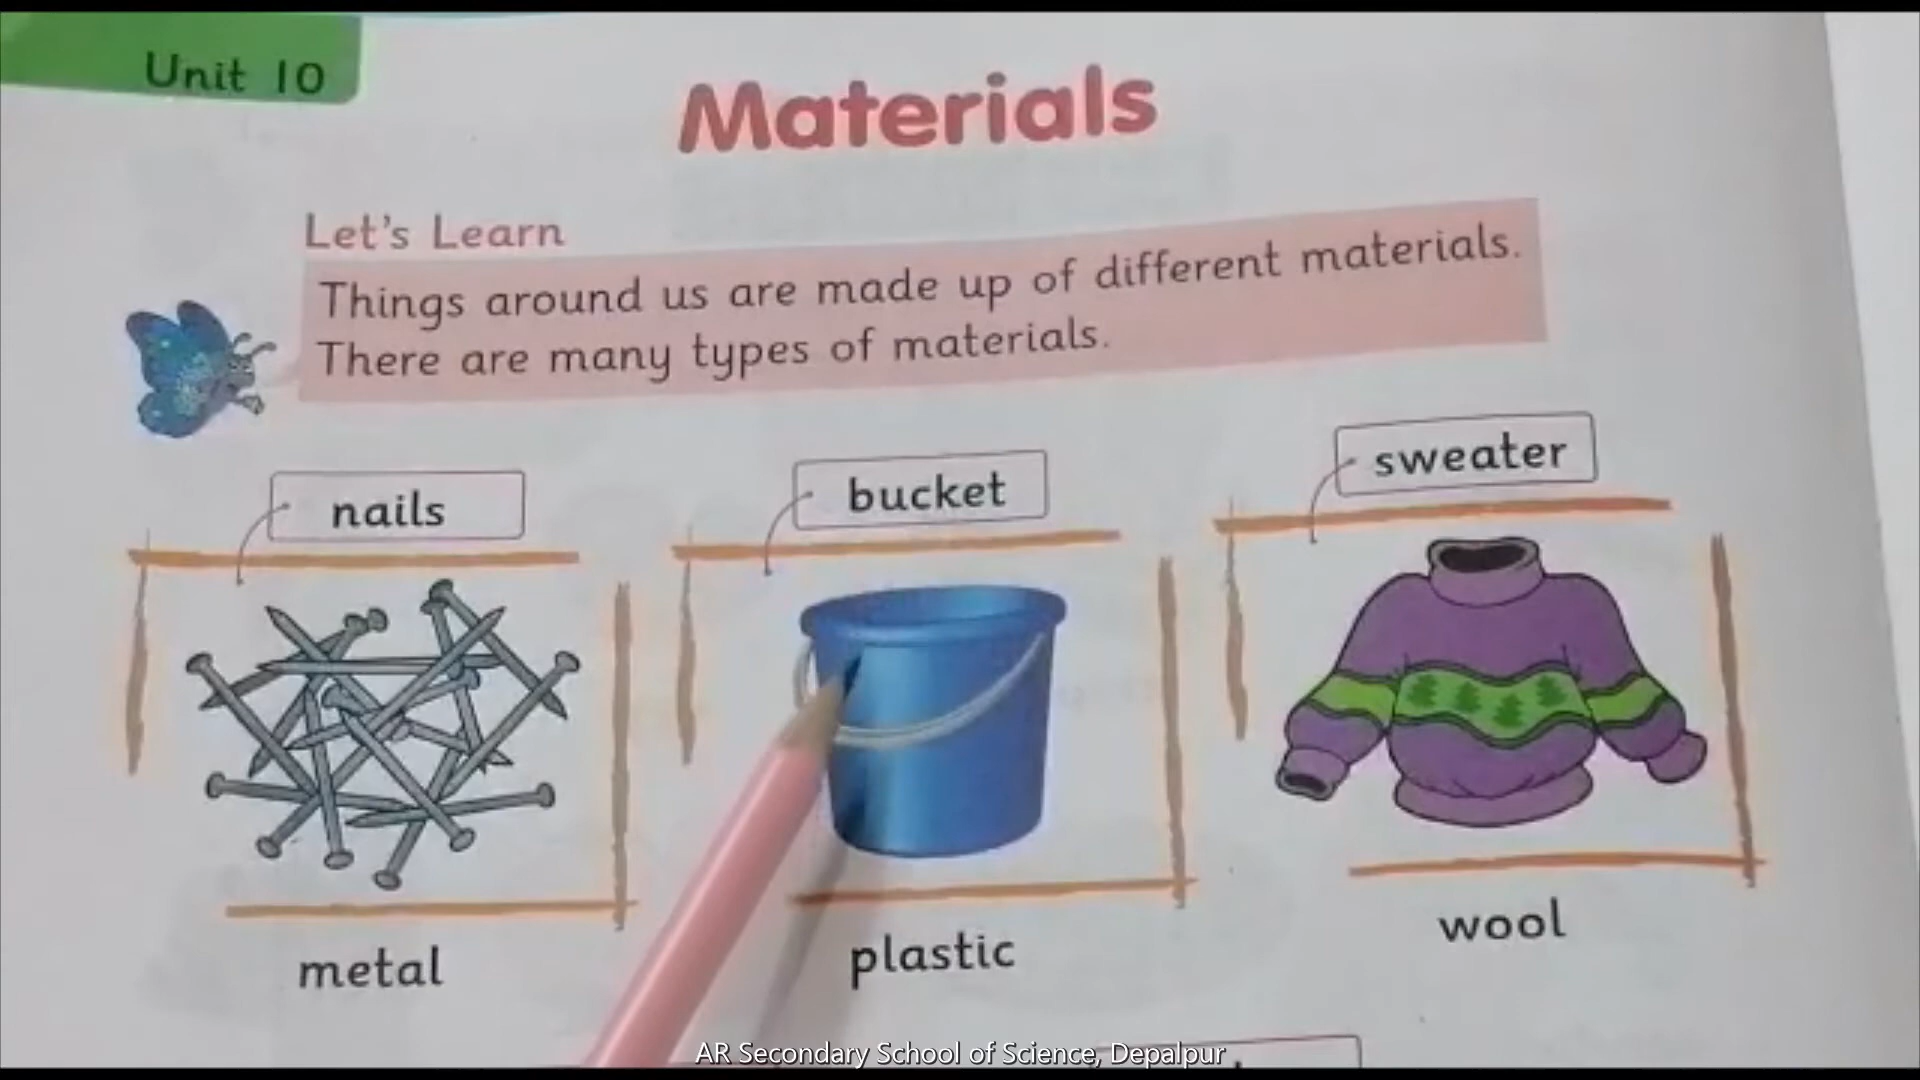 Unit 10
Materials
Let's Learn
Things around us are made up of different materials.
There are many types of materials.
nails
bucket
sweater
metal
plastic
wool
AR Secondary School of Science, Depalpur